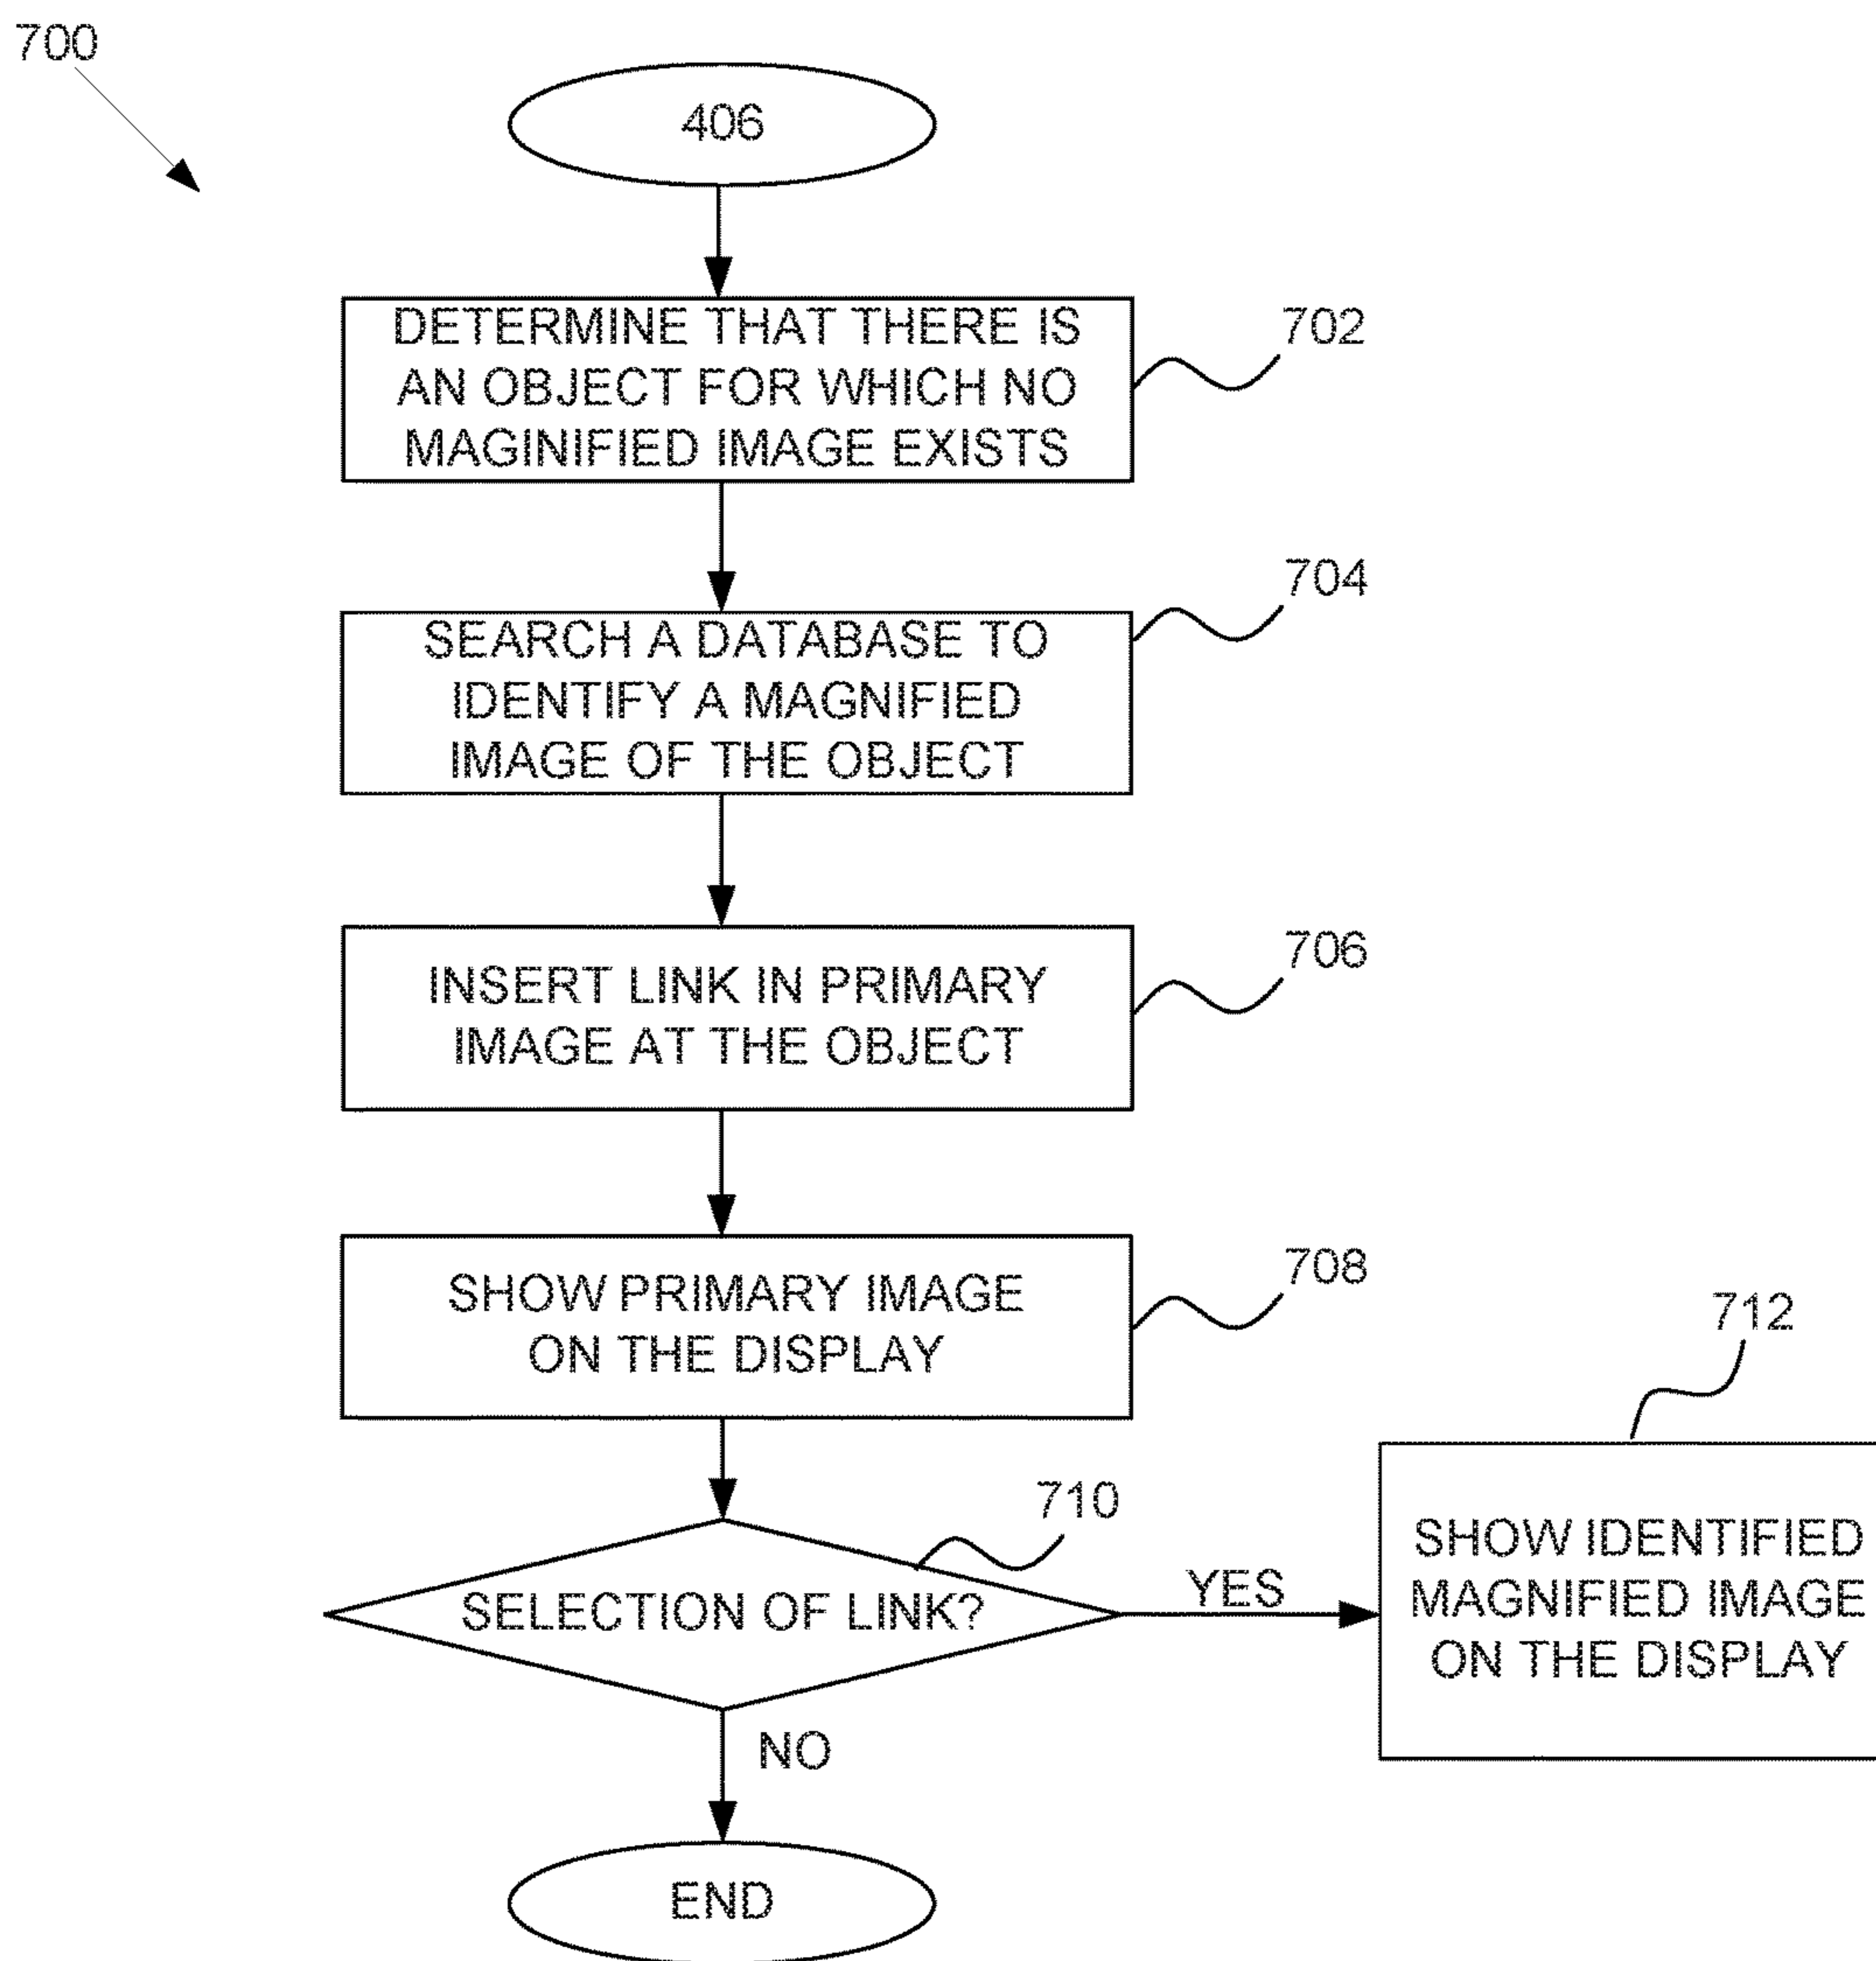 700
406
DETERMINE THAT THERE IS
AN OBJECT FOR WHICH NO
MAGINIFIED IMAGE EXISTS
702
SEARCH A DATABASE TO
IDENTIFY A MAGNIFIED
IMAGE OF THE OBJECT
704
INSERT LINK IN PRIMARY
IMAGE AT THE OBJECT
706
SHOW PRIMARY IMAGE
ON THE DISPLAY
708
SELECTION OF LINK?
710
YES
712
SHOW IDENTIFIED
MAGNIFIED IMAGE
ON THE DISPLAY
NO
END